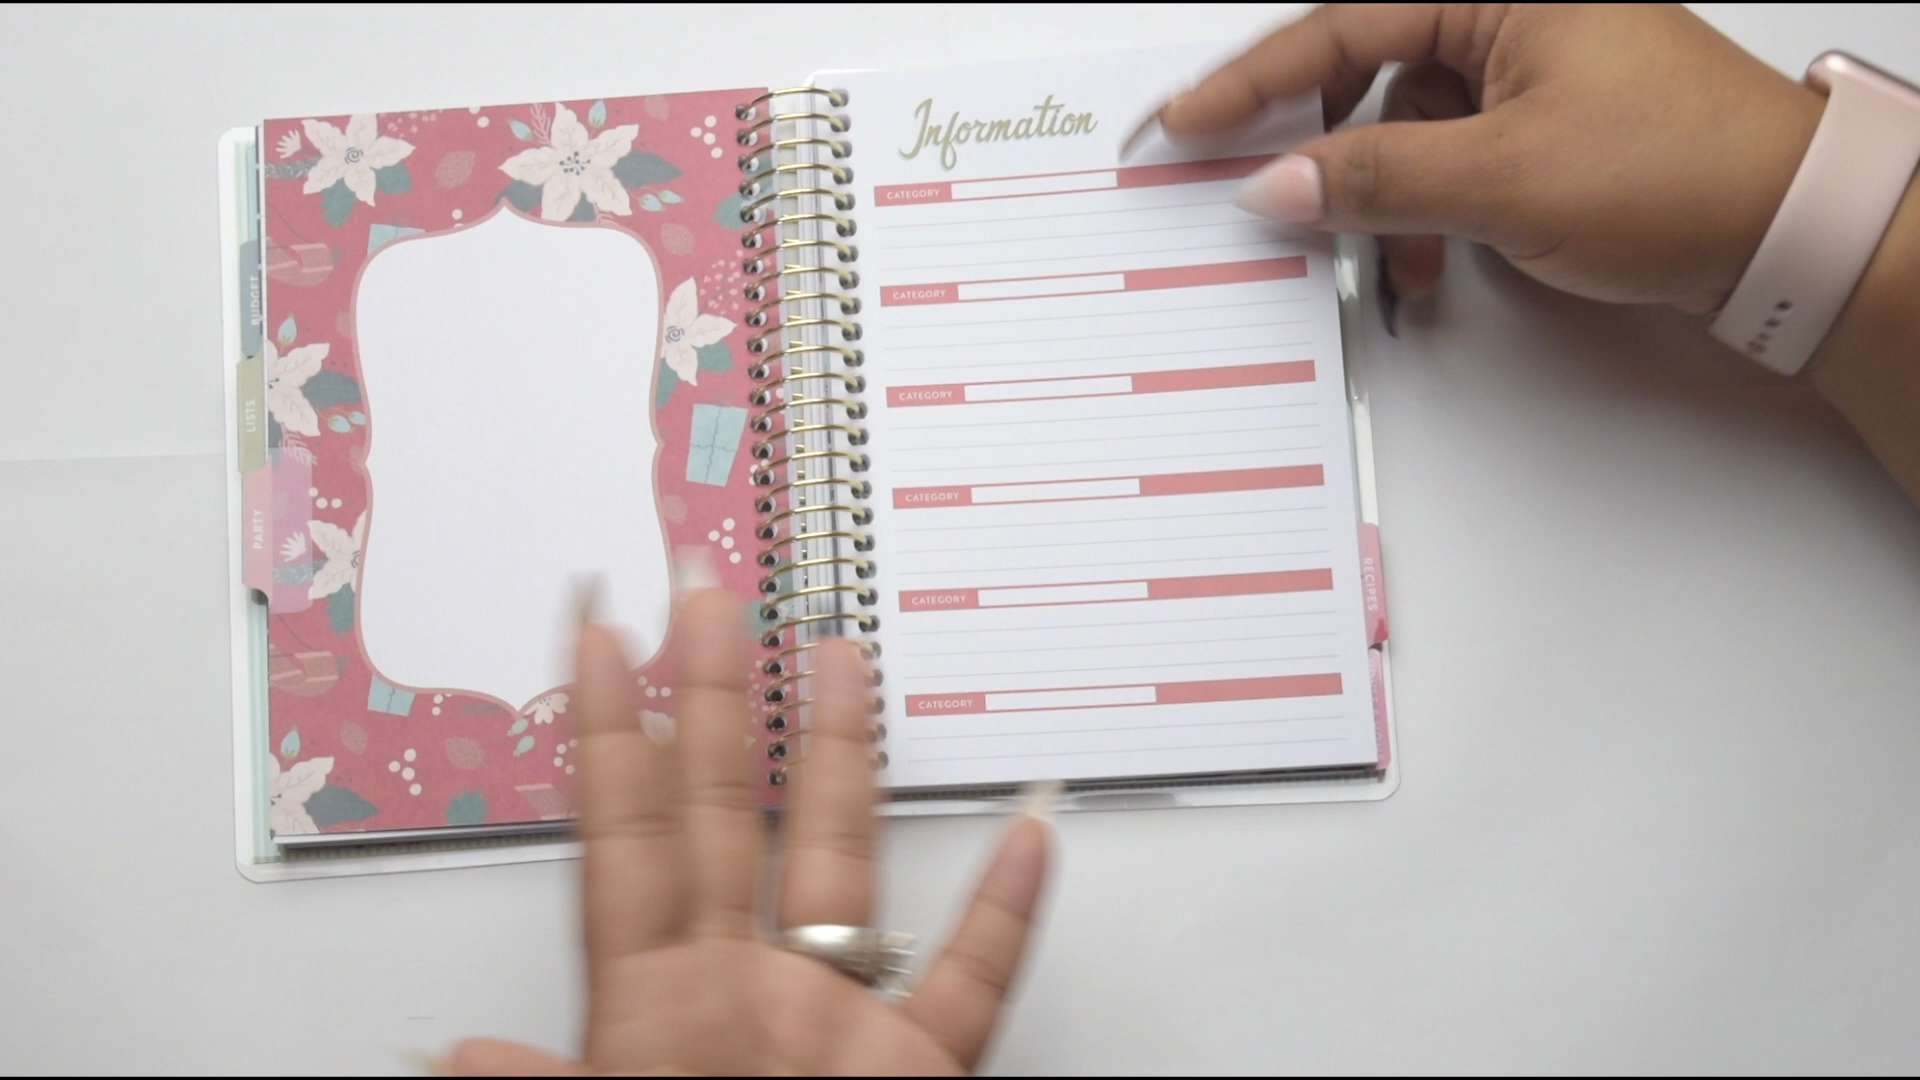 BUDGET
LISTS
PARTY
Information
CATEGORY
CATEGORY
CATEGORY
CATEGORY
CATEGORY
CATEGORY
RECIPES